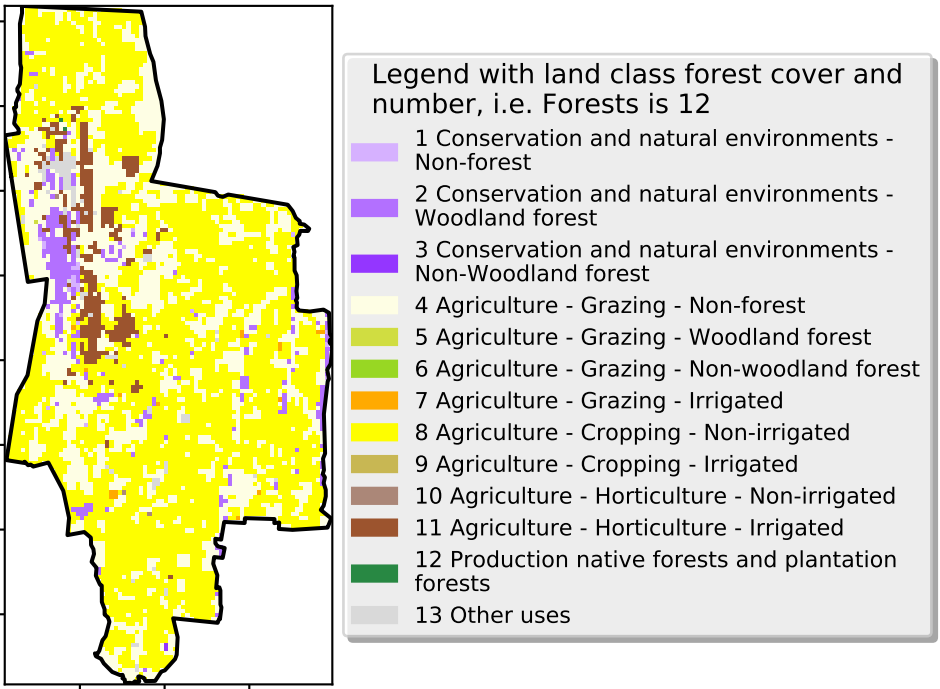 Legend with land class forest cover and
number, i.e. Forests is 12
1 Conservation and natural environments -
Non-forest
2 Conservation and natural environments -
Woodland forest
3 Conservation and natural environments -
Non-Woodland forest
4 Agriculture - Grazing - Non-forest
5 Agriculture - Grazing - Woodland forest
6 Agriculture - Grazing - Non-woodland forest
7 Agriculture - Grazing - Irrigated
8 Agriculture - Cropping - Non-irrigated
9 Agriculture - Cropping - Irrigated
10 Agriculture - Horticulture - Non-irrigated
11 Agriculture - Horticulture - Irrigated
12 Production native forests and plantation
forests
13 Other uses